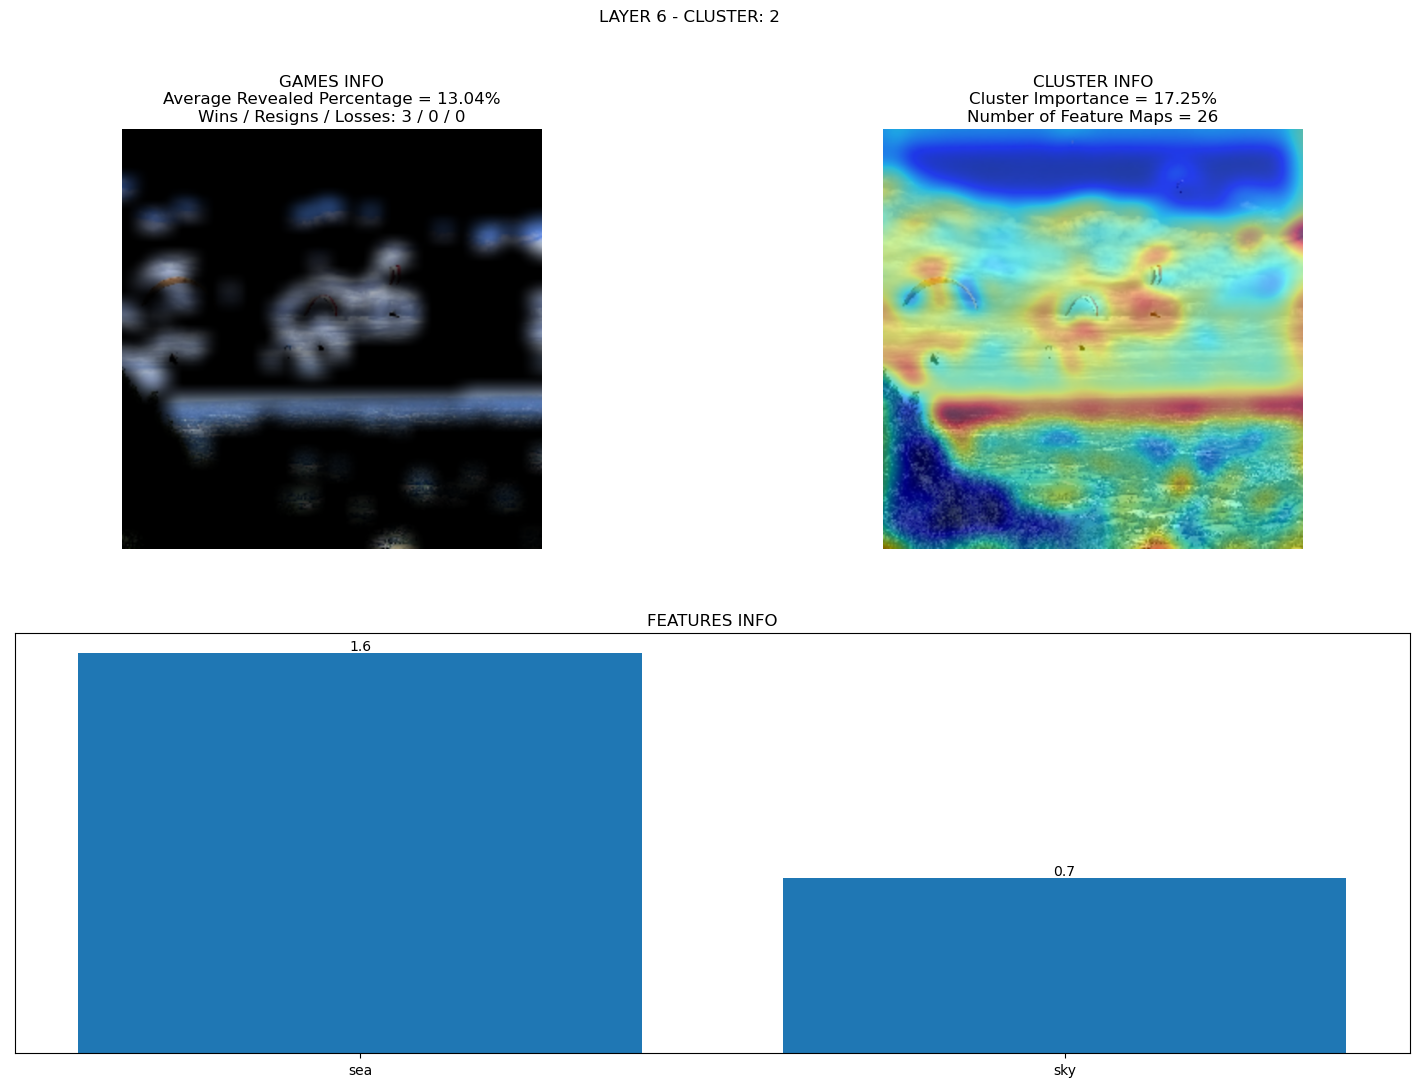 LAYER 6 - CLUSTER: 2
GAMES INFO
Average Revealed Percentage = 13.04%
Wins / Resigns / Losses: 3 / 0 / 0
CLUSTER INFO
Cluster Importance = 17.25%
Number of Feature Maps = 26
FEATURES INFO
1.6
0.7
sea
sky